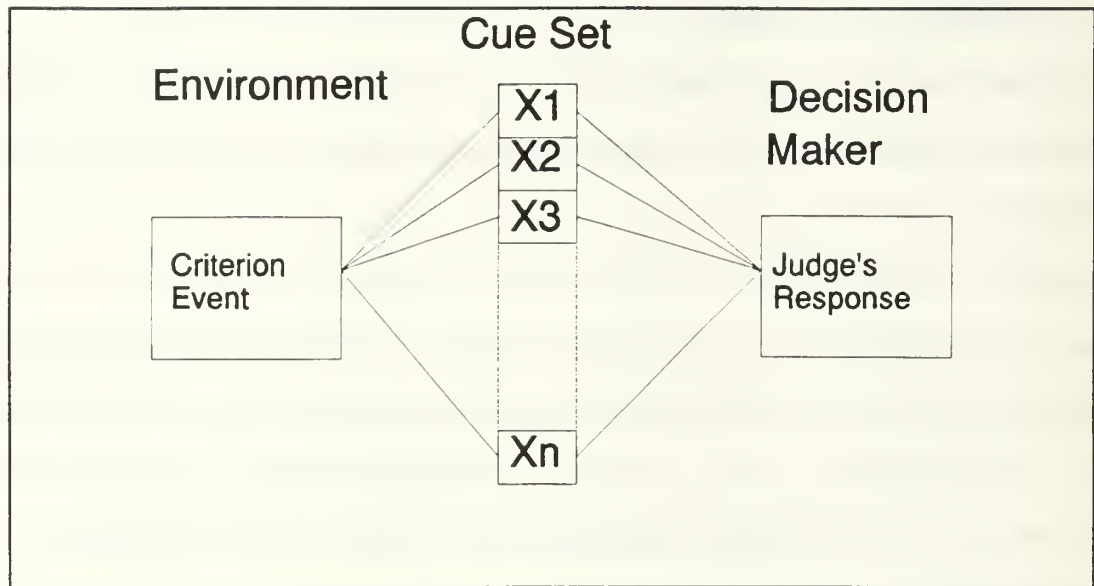 Cue Set
Environment
Decision
Maker
X1
X2
X3
Xn
Criterion
Event
Judge's
Response